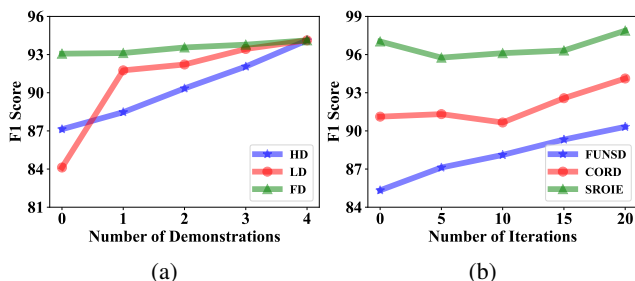 F1 Score
96
93
90
87
84
81
HD
LD
FD
0 1 2 3 4
Number of Demonstrations
(a)
F1 Score
99
96
93
90
87
84
FUNSD
CORD
SROIE
0 5 10 15 20
Number of Iterations
(b)